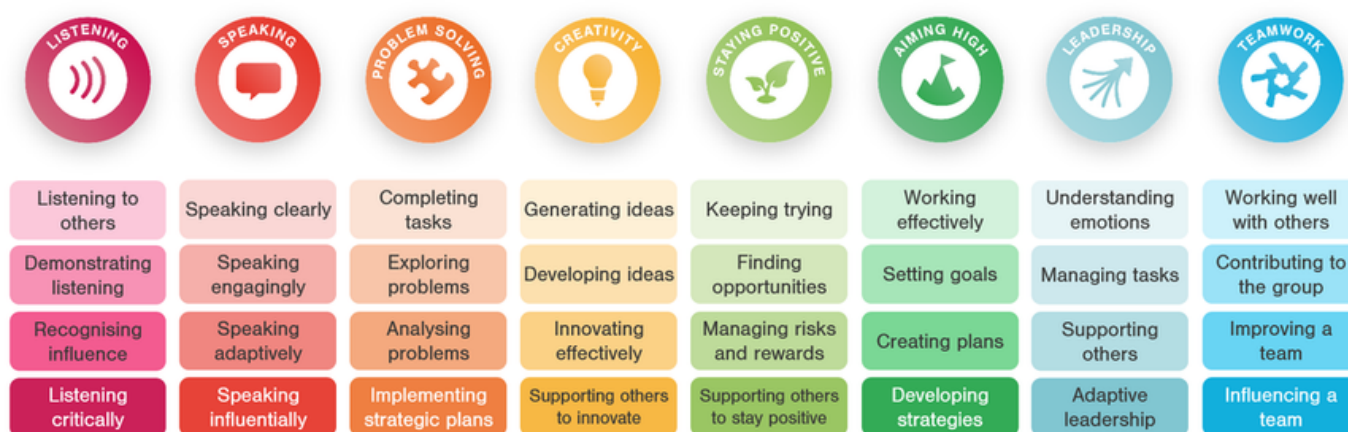 LISTENING
SPEAKING
PROBLEM SOLVING
CREATIVITY
STAYING POSITIVE
AIMING HIGH
LEADERSHIP
TEAMWORK
Listening to
others
Speaking clearly
Completing
tasks
Generating ideas
Keeping trying
Working
effectively
Understanding
emotions
Working well
with others
Demonstrating
listening
Speaking
engagingly
Exploring
problems
Developing ideas
Finding
opportunities
Setting goals
Managing tasks
Contributing to
the group
Recognising
influence
Speaking
adaptively
Analysing
problems
Innovating
effectively
Managing risks
and rewards
Creating plans
Supporting
others
Improving a
team
Listening
critically
Speaking
influentially
Implementing
strategic plans
Supporting others
to innovate
Supporting others
to stay positive
Developing
strategies
Adaptive
leadership
Influencing a
team